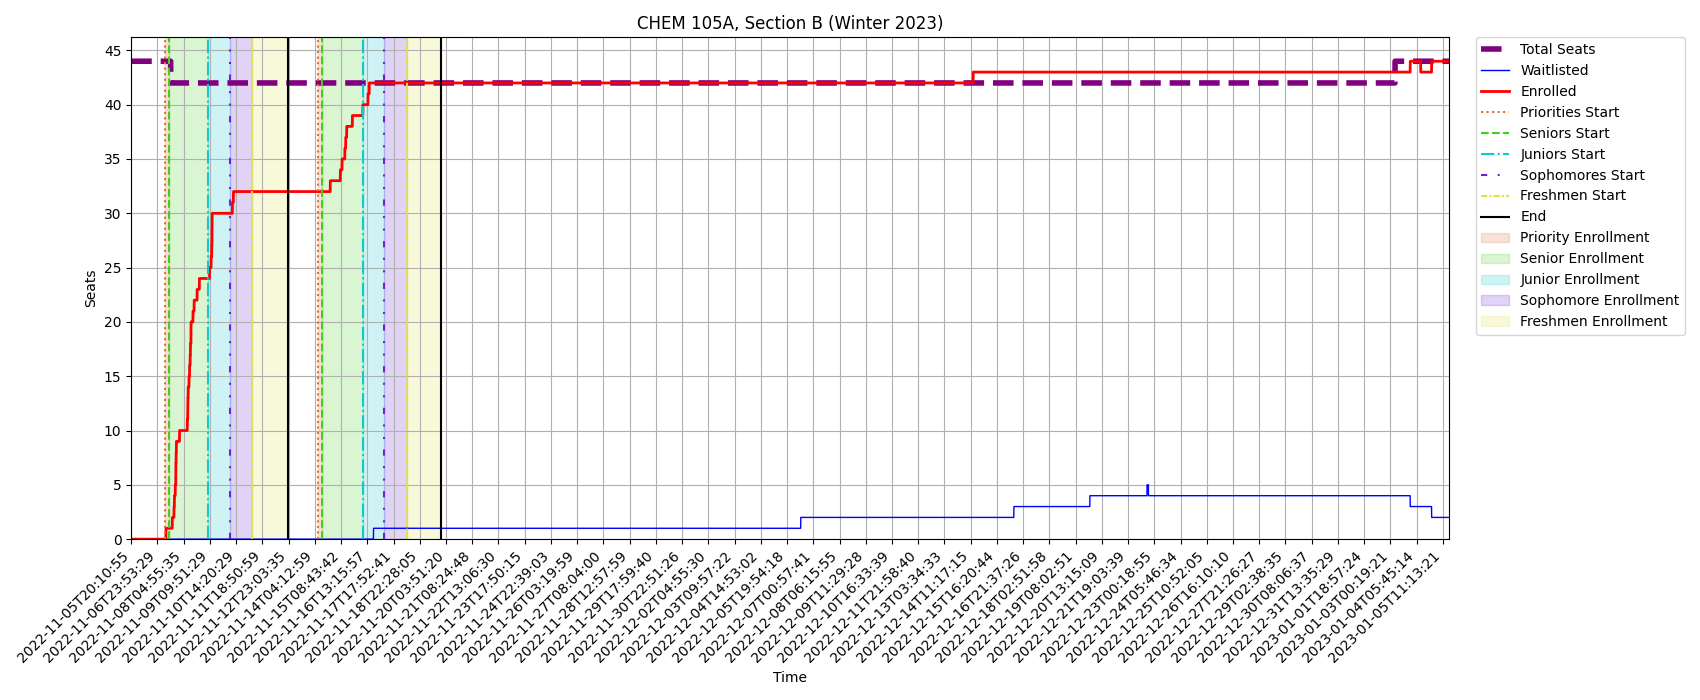 CHEM 105A, Section B (Winter 2023)
Total Seats
Waitlisted
Enrolled
Priorities Start
Seniors Start
Juniors Start
Sophomores Start
Freshmen Start
End
Priority Enrollment
Senior Enrollment
Junior Enrollment
Sophomore Enrollment
Freshmen Enrollment
Seats
45
40
35
30
25
20
15
10
5
0
2022-11-05T20:10:55
2022-11-06T23:53:29
2022-11-08T04:55:35
2022-11-09T09:51:29
2022-11-10T14:20:29
2022-11-11T18:50:59
2022-11-12T23:03:35
2022-11-14T04:12:59
2022-11-15T08:43:42
2022-11-16T13:15:57
2022-11-17T17:52:41
2022-11-18T22:28:05
2022-11-20T03:51:20
2022-11-21T08:24:48
2022-11-22T13:06:30
2022-11-23T17:50:15
2022-11-24T22:39:03
2022-11-26T03:19:59
2022-11-27T08:04:00
2022-11-28T12:57:59
2022-11-29T17:59:40
2022-11-30T22:51:26
2022-12-02T04:55:30
2022-12-03T09:57:22
2022-12-04T14:53:02
2022-12-05T19:54:18
2022-12-07T00:57:41
2022-12-08T06:15:55
2022-12-09T11:29:28
2022-12-10T16:33:39
2022-12-11T21:58:40
2022-12-13T03:34:33
2022-12-14T11:17:15
2022-12-15T16:20:44
2022-12-16T21:37:26
2022-12-18T02:51:58
2022-12-19T08:02:51
2022-12-20T13:15:09
2022-12-21T19:03:39
2022-12-23T00:18:55
2022-12-24T05:46:34
2022-12-25T10:52:05
2022-12-26T16:10:10
2022-12-27T21:26:27
2022-12-29T02:38:35
2022-12-30T08:06:37
2022-12-31T13:35:29
2023-01-01T18:57:24
2023-01-03T00:19:21
2023-01-04T05:45:14
2023-01-05T11:13:21
Time